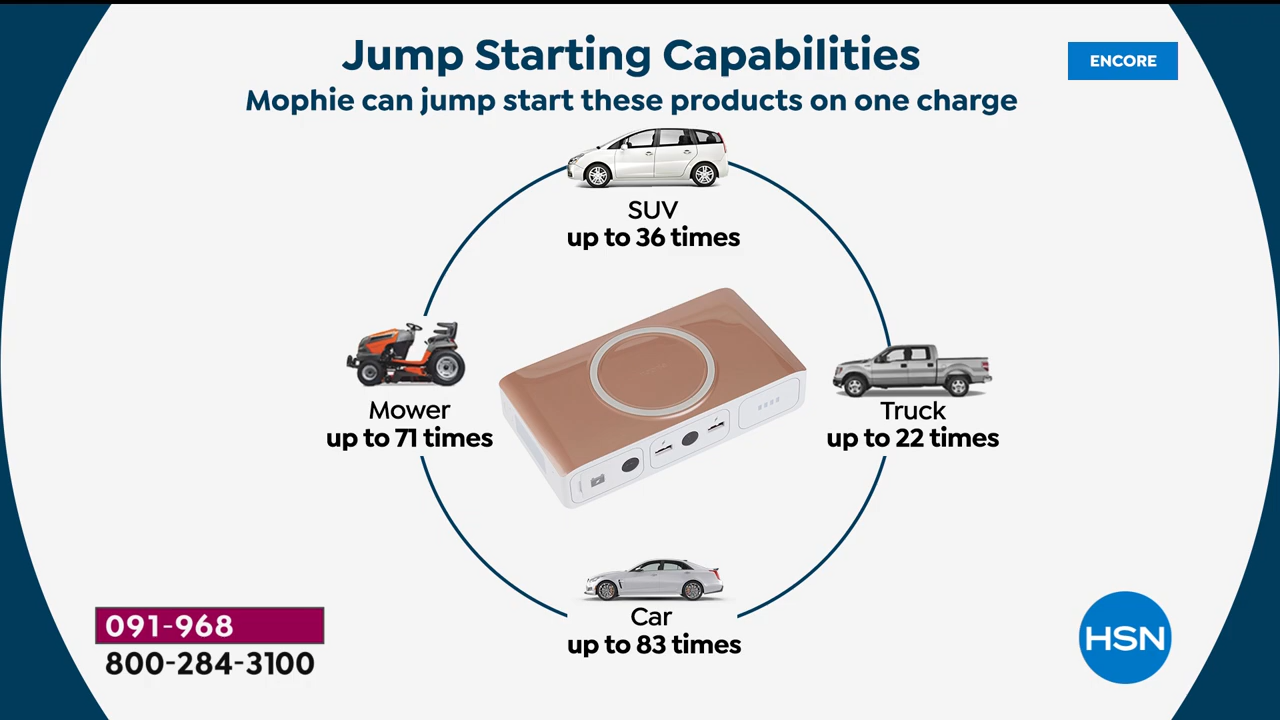 Jump Starting Capabilities
ENCORE
Mophie can jump start these products on one charge
SUV
up to 36 times
Mower
up to 71 times
Truck
up to 22 times
Car
up to 83 times
091-968
800-284-3100
HSN